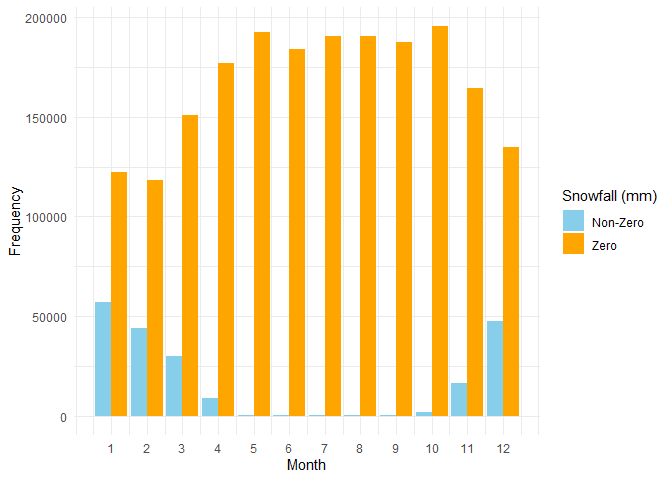 200000
150000
100000
50000
0
Frequency
1 2 3 4 5 6 7 8 9 10 11 12
Month
Snowfall (mm)
Non-Zero
Zero